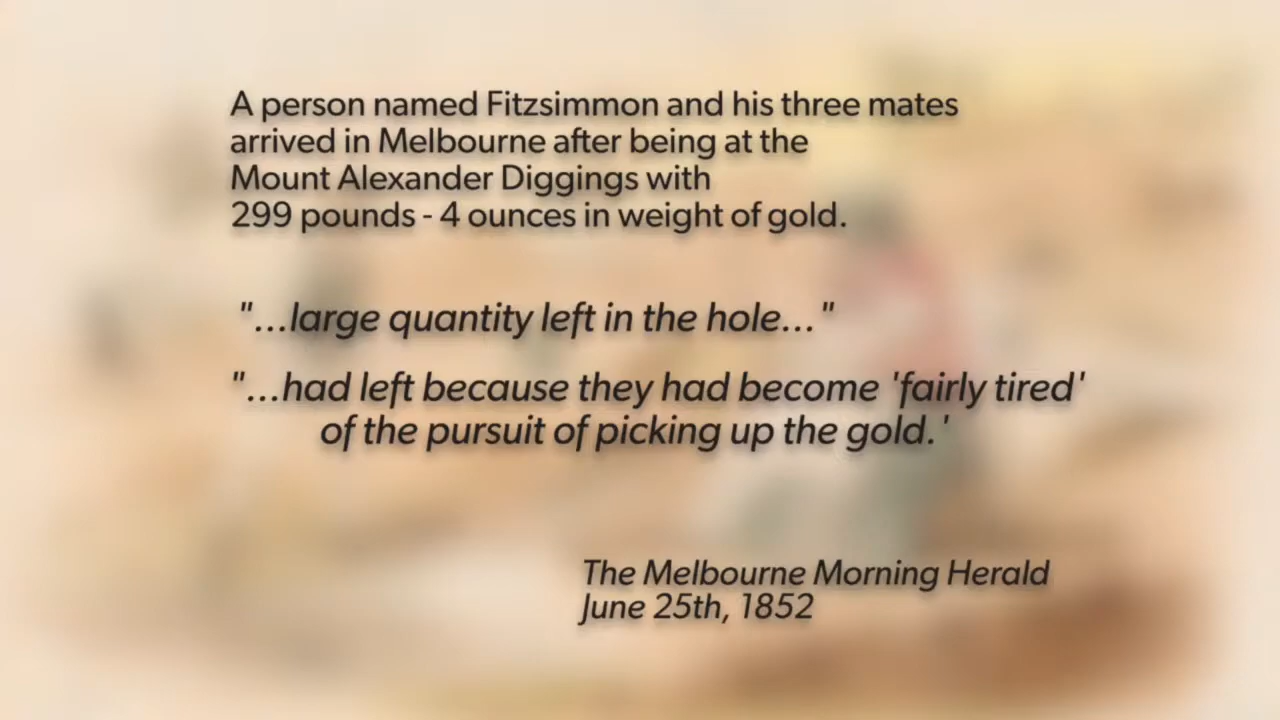 A person named Fitzsimmon and his three mates
arrived in Melbourne after being at the
Mount Alexander Diggings with
299 pounds - 4 ounces in weight of gold.
"...large quantity left in the hole..."
"...had left because they had become 'fairly tired'
of the pursuit of picking up the gold.'
The Melbourne Morning Herald
June 25th, 1852